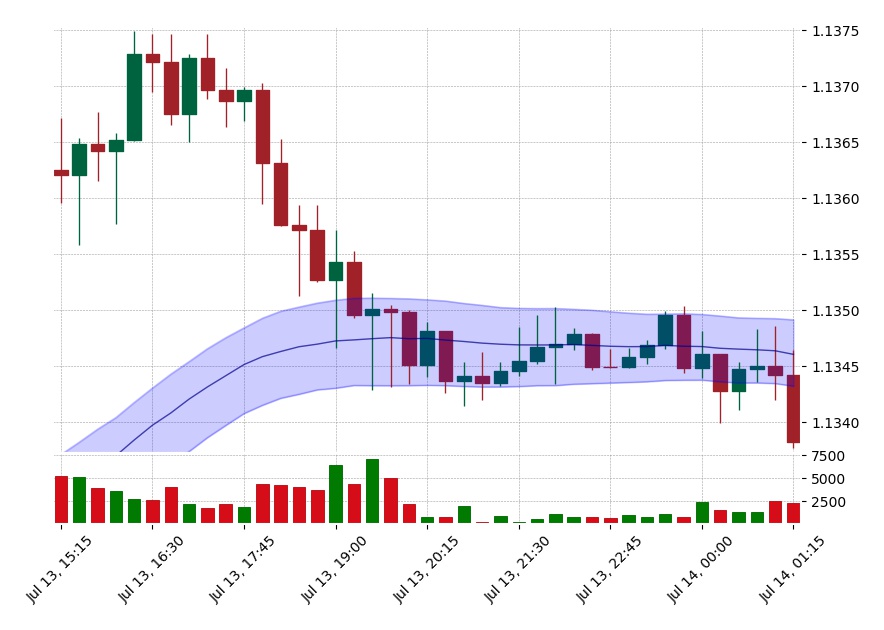 1.1375
1.1370
1.1365
1.1360
1.1355
1.1350
1.1345
1.1340
7500
5000
2500
Jul 13, 15:15
Jul 13, 16:30
Jul 13, 17:45
Jul 13, 19:00
Jul 13, 20:15
Jul 13, 21:30
Jul 13, 22:45
Jul 14, 00:00
Jul 14, 01:15